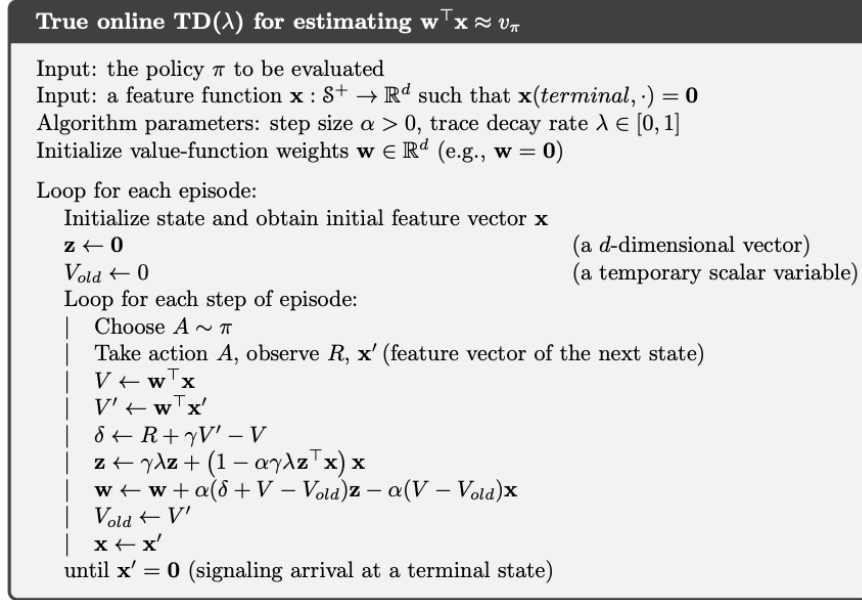 True online TD(λ) for estimating w⊤x ≈ vπ
Input: the policy π to be evaluated
Input: a feature function x : S⁺ → ℝᵈ such that x(terminal, ·) = 0
Algorithm parameters: step size α > 0, trace decay rate λ ∈ [0, 1]
Initialize value-function weights w ∈ ℝᵈ (e.g., w = 0)
Loop for each episode:
Initialize state and obtain initial feature vector x
z ← 0 (a d-dimensional vector)
V_old ← 0 (a temporary scalar variable)
Loop for each step of episode:
| Choose A ∼ π
| Take action A, observe R, x′ (feature vector of the next state)
| V ← w⊤x
| V′ ← w⊤x′
| δ ← R + γV′ − V
| z ← γλz + (1 − αγλz⊤x) x
| w ← w + α(δ + V − V_old)z − α(V − V_old)x
| V_old ← V′
| x ← x′
until x′ = 0 (signaling arrival at a terminal state)